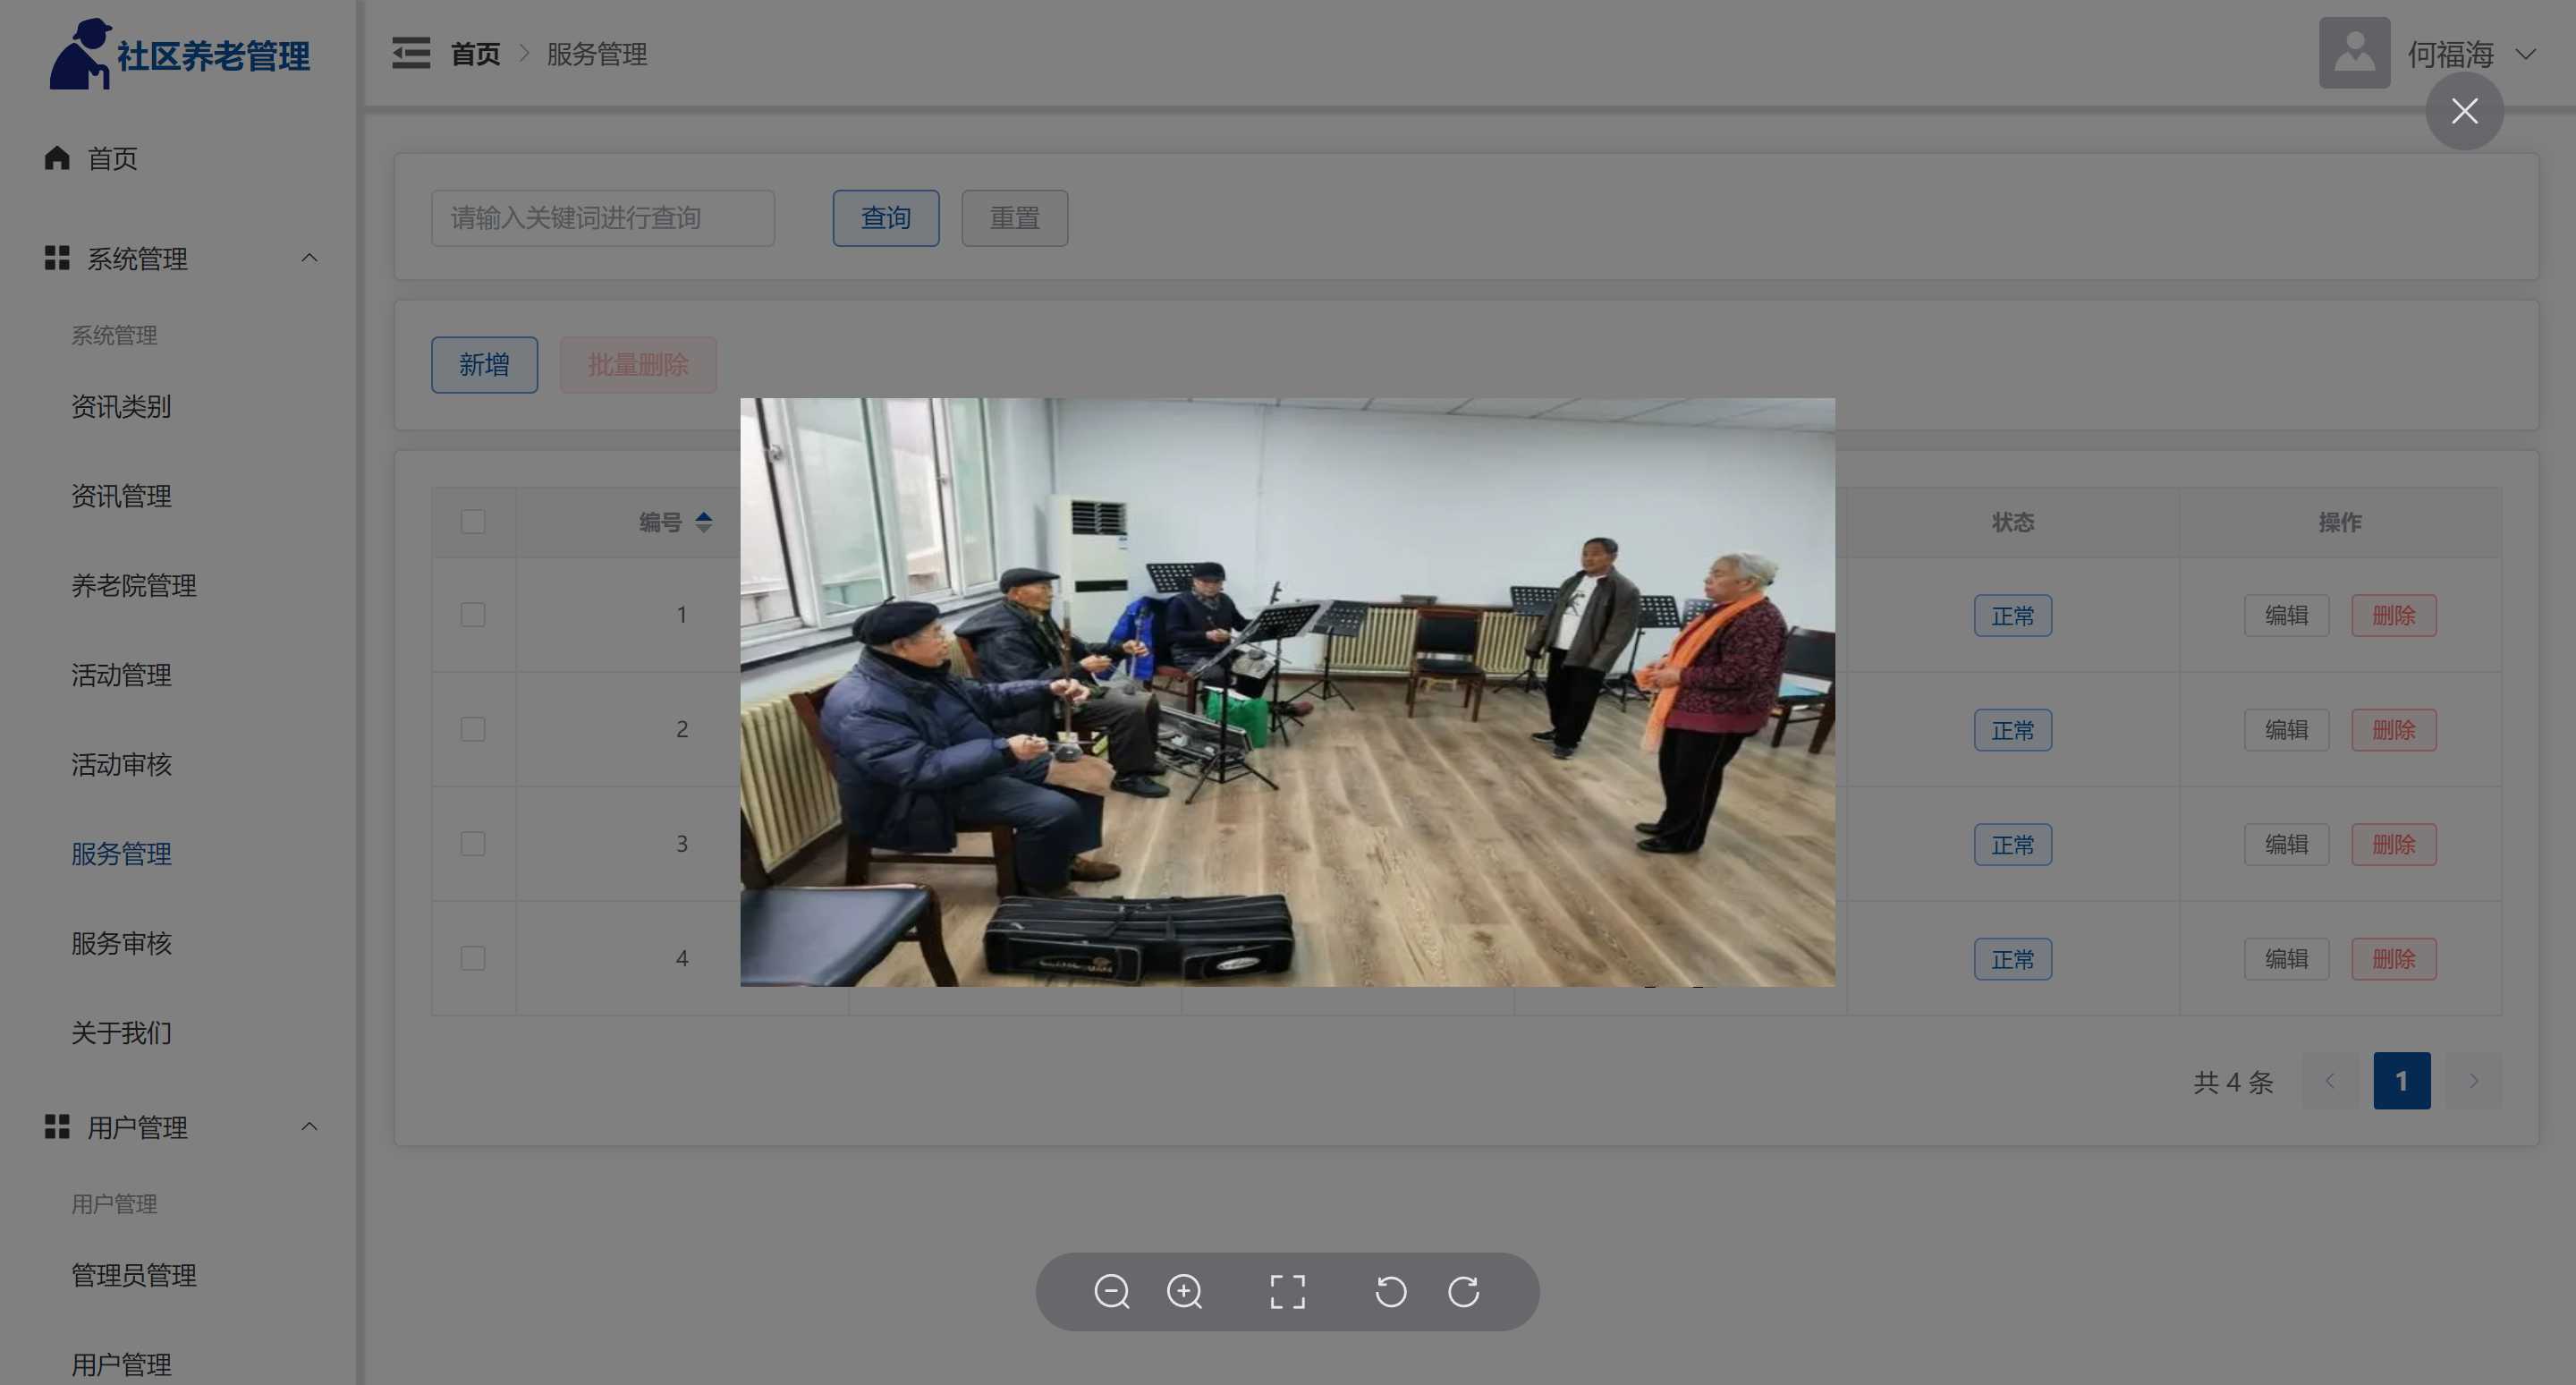 社区养老管理
首页 > 服务管理
何福海
首页
系统管理
系统管理
资讯类别
资讯管理
养老院管理
活动管理
活动审核
服务管理
服务审核
关于我们
用户管理
用户管理
管理员管理
用户管理
请输入关键词进行查询 查询 重置
新增 批量删除
编号 状态 操作
1 正常 编辑 删除
2 正常 编辑 删除
3 正常 编辑 删除
4 正常 编辑 删除
共 4 条 1